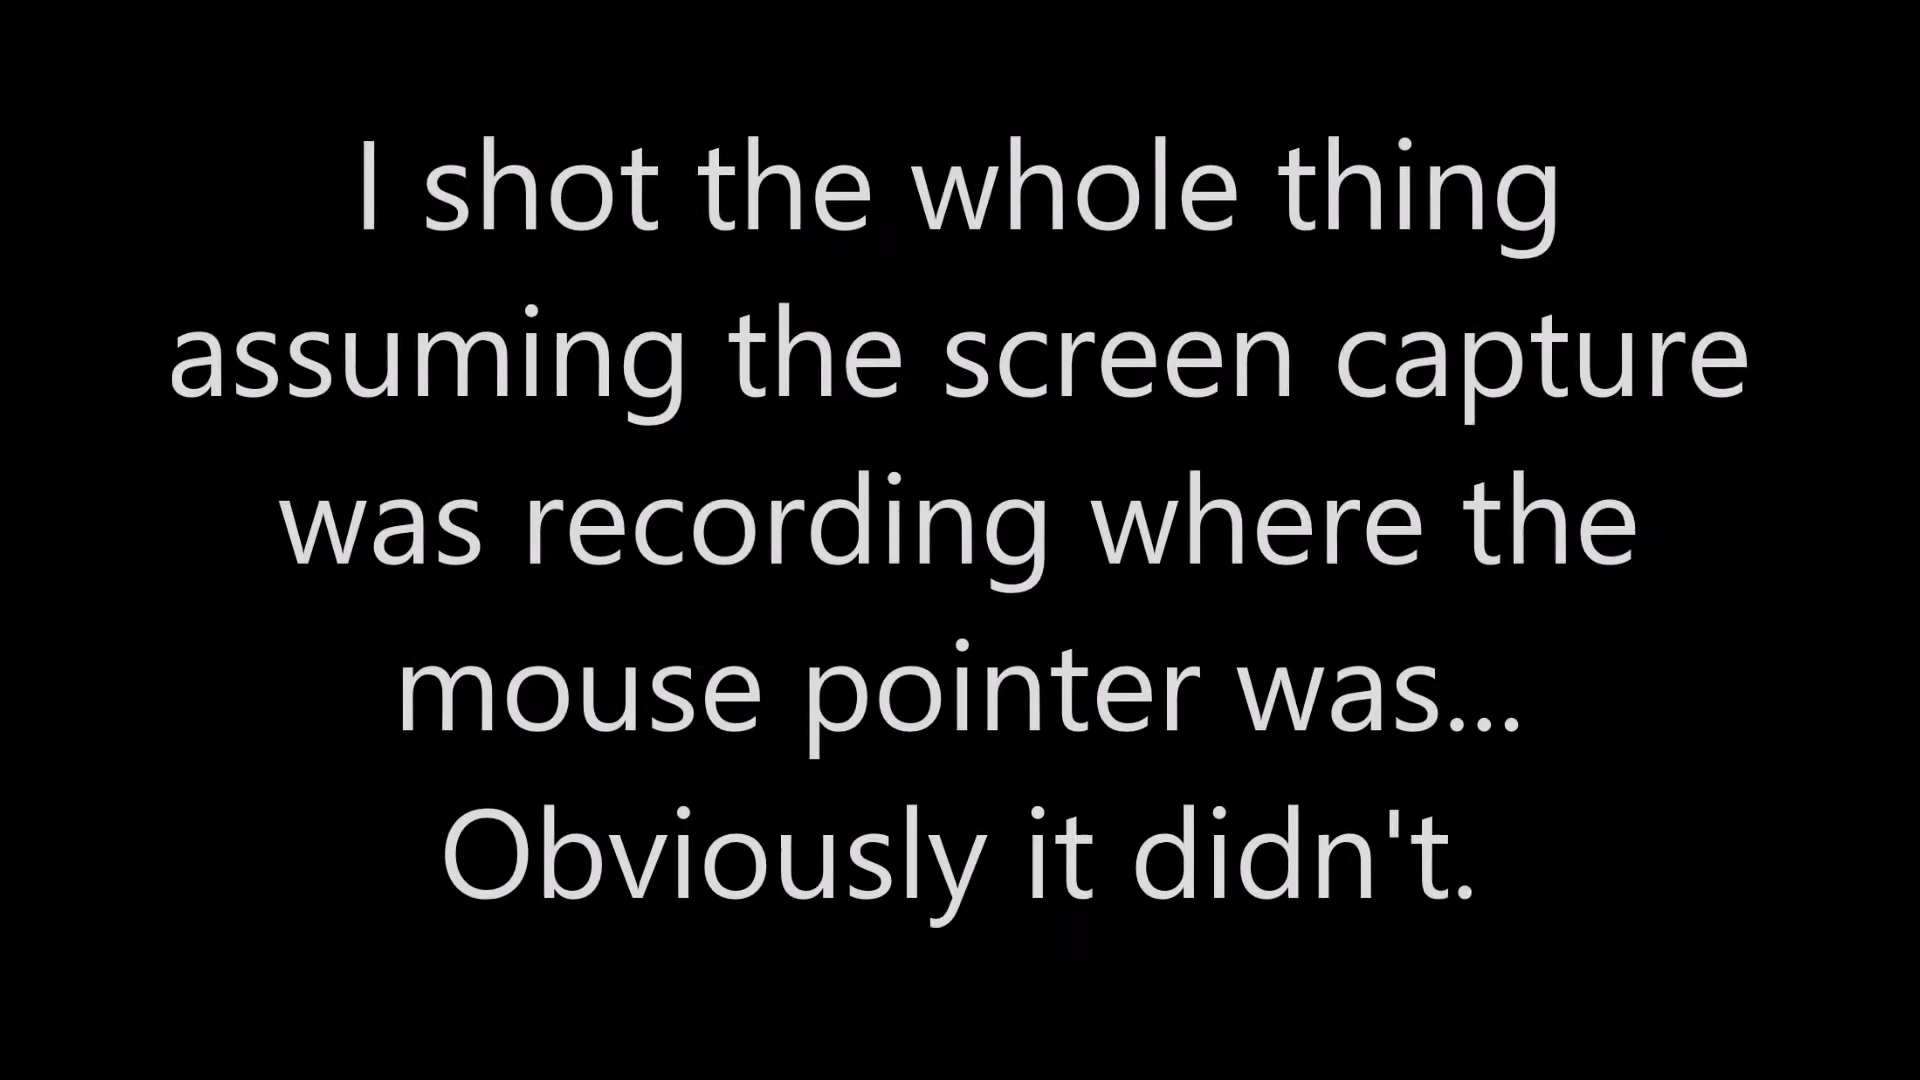 I shot the whole thing
assuming the screen capture
was recording where the
mouse pointer was...
Obviously it didn't.